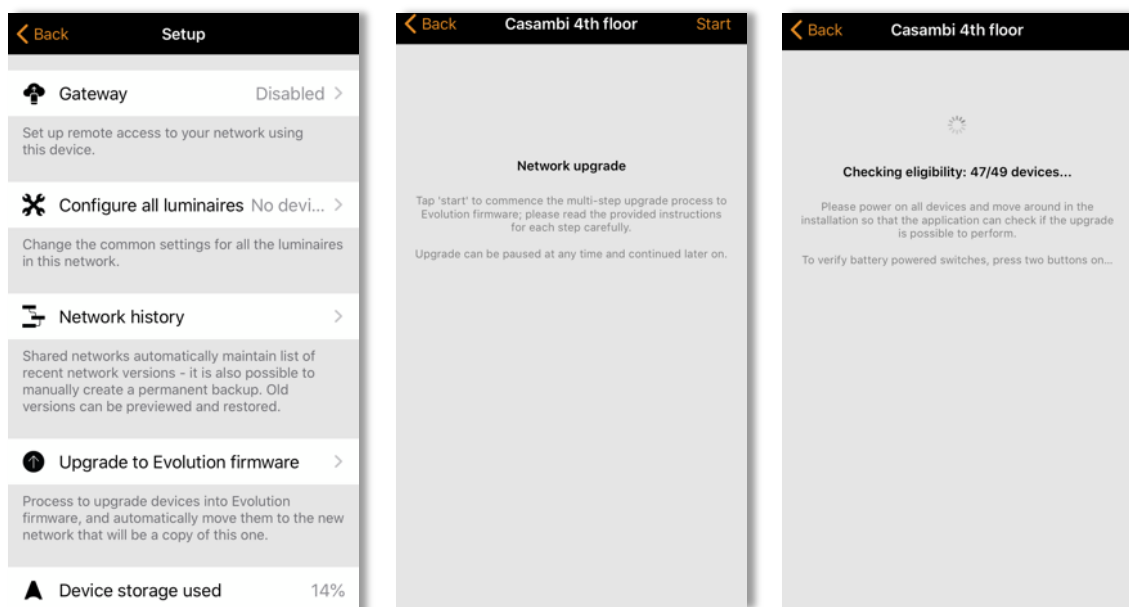 Back
Setup
Gateway
Disabled
Set up remote access to your network using
this device.
Configure all luminaires
No devi...
Change the common settings for all the luminaires
in this network.
Network history
Shared networks automatically maintain list of
recent network versions - it is also possible to
manually create a permanent backup. Old
versions can be previewed and restored.
Upgrade to Evolution firmware
Process to upgrade devices into Evolution
firmware, and automatically move them to the new
network that will be a copy of this one.
Device storage used
14%
Back
Casambi 4th floor
Start
Network upgrade
Tap 'start' to commence the multi-step upgrade process to
Evolution firmware; please read the provided instructions
for each step carefully.
Upgrade can be paused at any time and continued later on.
Back
Casambi 4th floor
Checking eligibility: 47/49 devices...
Please power on all devices and move around in the
installation so that the application can check if the upgrade
is possible to perform.
To verify battery powered switches, press two buttons on...